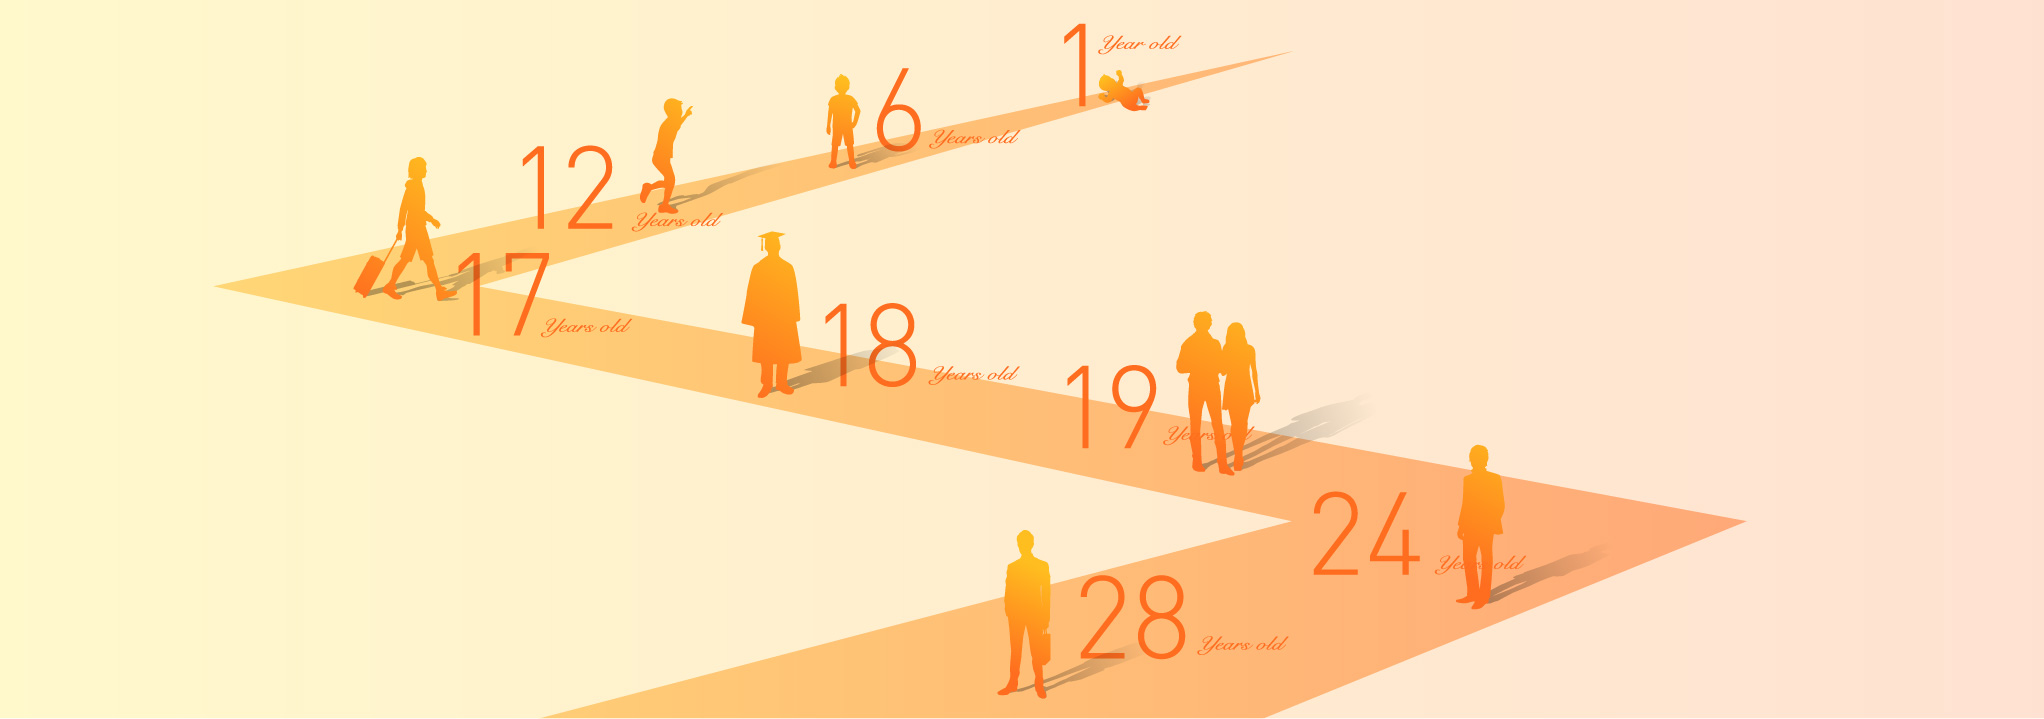 1 Year old
6 Years old
12 Years old
17 Years old
18 Years old
19 Years old
24 Years old
28 Years old